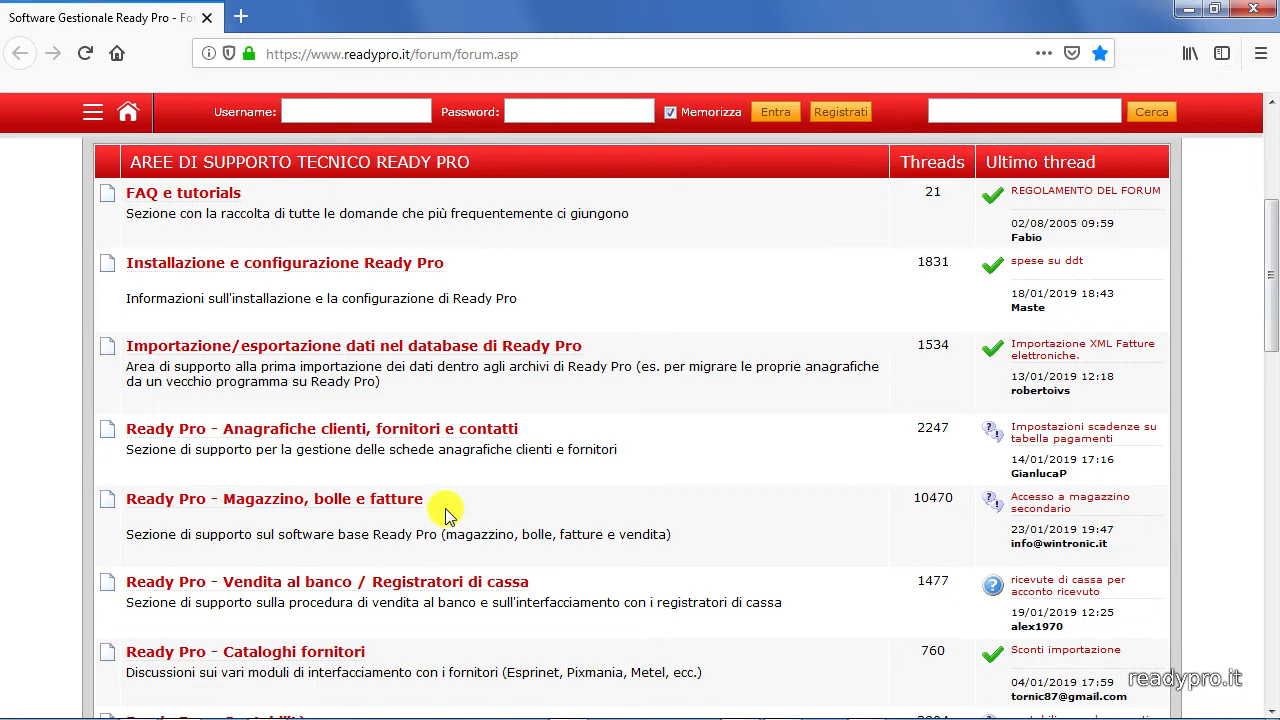 Software Gestionale Ready Pro - Fo
https://www.readypro.it/forum/forum.asp
Username: Password: Memorizza Entra Registrati Cerca
AREE DI SUPPORTO TECNICO READY PRO Threads Ultimo thread
FAQ e tutorials 21 REGOLAMENTO DEL FORUM
Sezione con la raccolta di tutte le domande che più frequentemente ci giungono
02/08/2005 09:59
Fabio
Installazione e configurazione Ready Pro 1831 spese su ddt
Informazioni sull'installazione e la configurazione di Ready Pro
18/01/2019 18:43
Maste
Importazione/esportazione dati nel database di Ready Pro 1534 Importazione XML Fatture
elettroniche.
Area di supporto alla prima importazione dei dati dentro agli archivi di Ready Pro (es. per migrare le proprie anagrafiche
da un vecchio programma su Ready Pro)
13/01/2019 12:18
robertoivs
Ready Pro - Anagrafiche clienti, fornitori e contatti 2247 Impostazioni scadenze su
tabella pagamenti
Sezione di supporto per la gestione delle schede anagrafiche clienti e fornitori
14/01/2019 17:16
GianlucaP
Ready Pro - Magazzino, bolle e fatture 10470 Accesso a magazzino
secondario
Sezione di supporto sul software base Ready Pro (magazzino, bolle, fatture e vendita)
23/01/2019 19:47
info@wintronic.it
Ready Pro - Vendita al banco / Registratori di cassa 1477 ricevute di cassa per
acconto ricevuto
Sezione di supporto sulla procedura di vendita al banco e sull'interfacciamento con i registratori di cassa
19/01/2019 12:25
alex1970
Ready Pro - Cataloghi fornitori 760 Sconti importazione
Discussioni sui vari moduli di interfacciamento con i fornitori (Esprinet, Pixmania, Metel, ecc.)
04/01/2019 17:59
tornic87@gmail.com
readypro.it